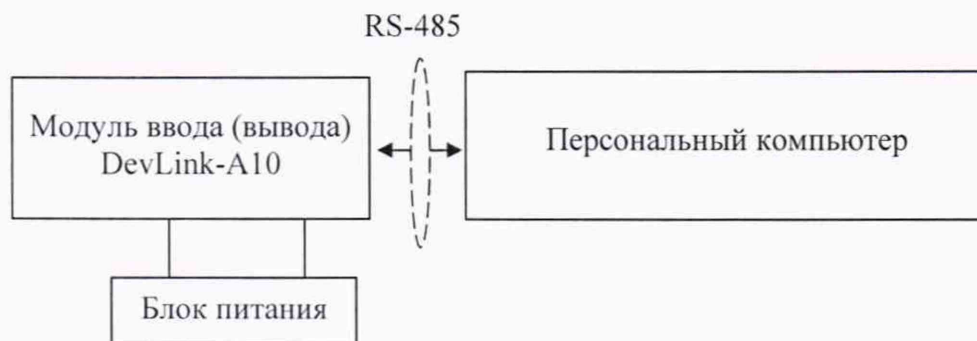 RS-485
Модуль ввода (вывода)
DevLink-A10
Персональный компьютер
Блок питания